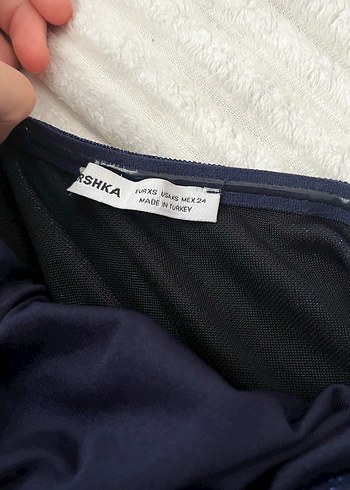 RSHKA
EUR XS USA XS MEX 24
MADE IN TURKEY